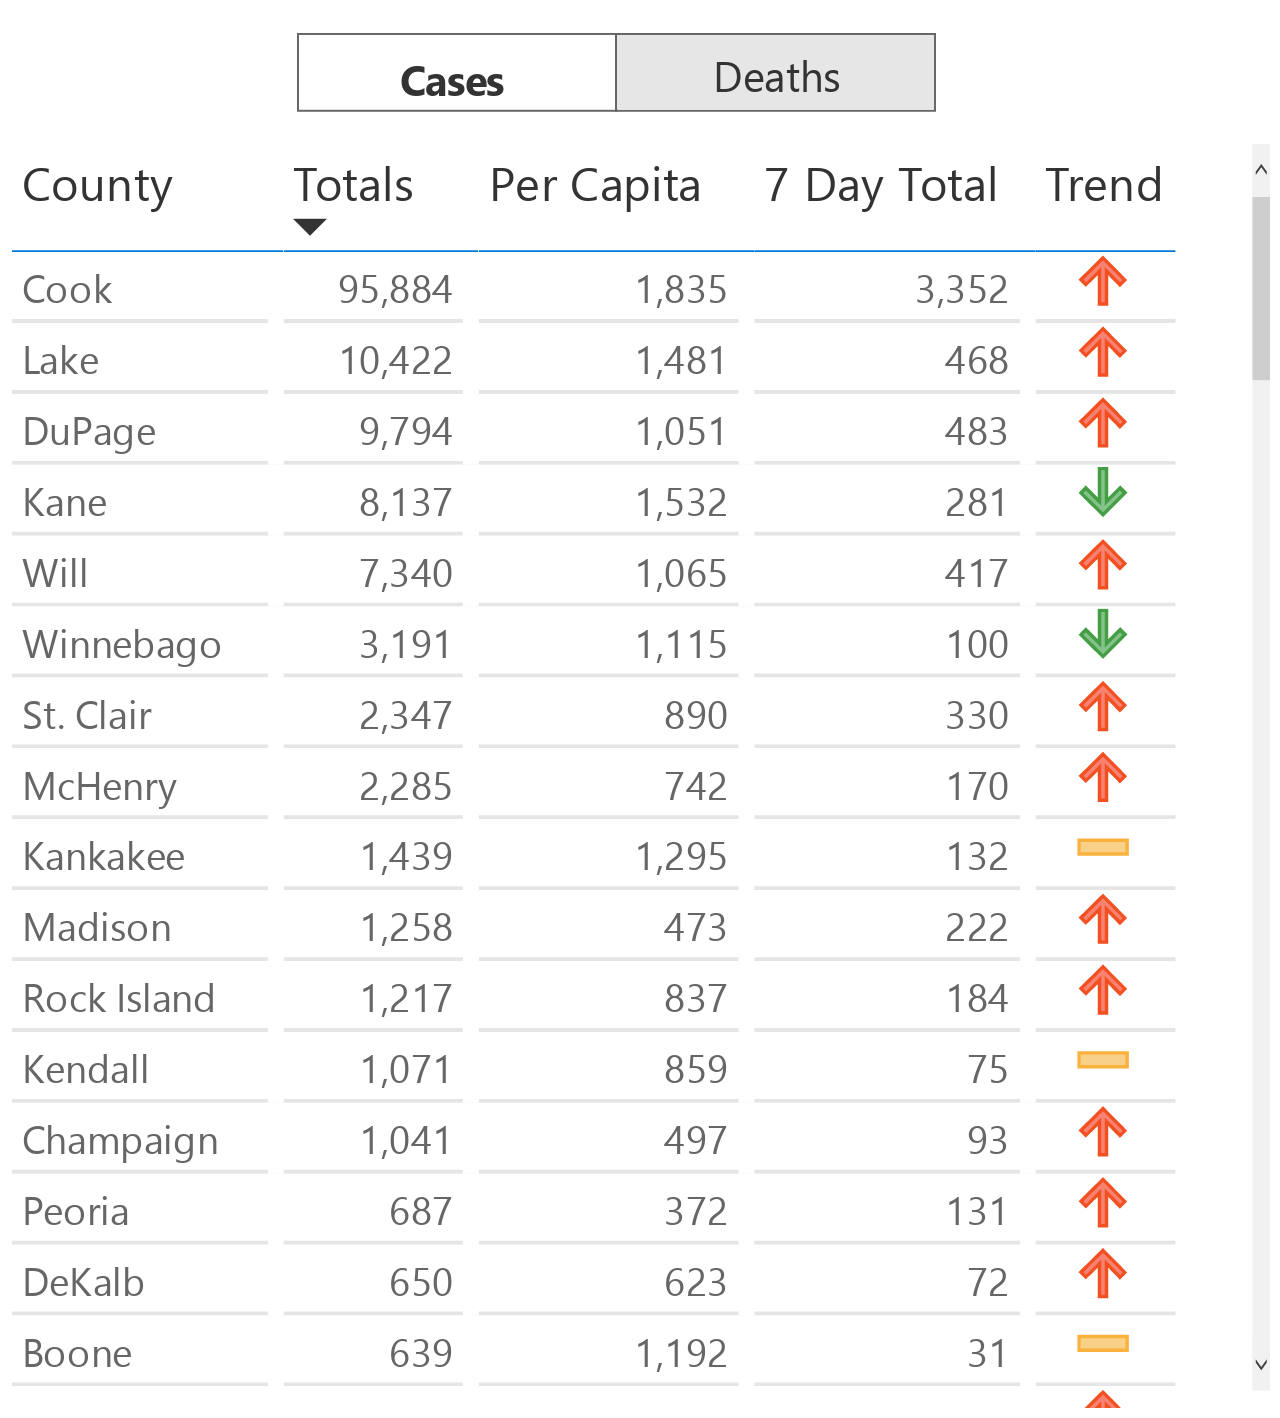 Cases Deaths
County Totals Per Capita 7 Day Total Trend
Cook 95,884 1,835 3,352
Lake 10,422 1,481 468
DuPage 9,794 1,051 483
Kane 8,137 1,532 281
Will 7,340 1,065 417
Winnebago 3,191 1,115 100
St. Clair 2,347 890 330
McHenry 2,285 742 170
Kankakee 1,439 1,295 132
Madison 1,258 473 222
Rock Island 1,217 837 184
Kendall 1,071 859 75
Champaign 1,041 497 93
Peoria 687 372 131
DeKalb 650 623 72
Boone 639 1,192 31